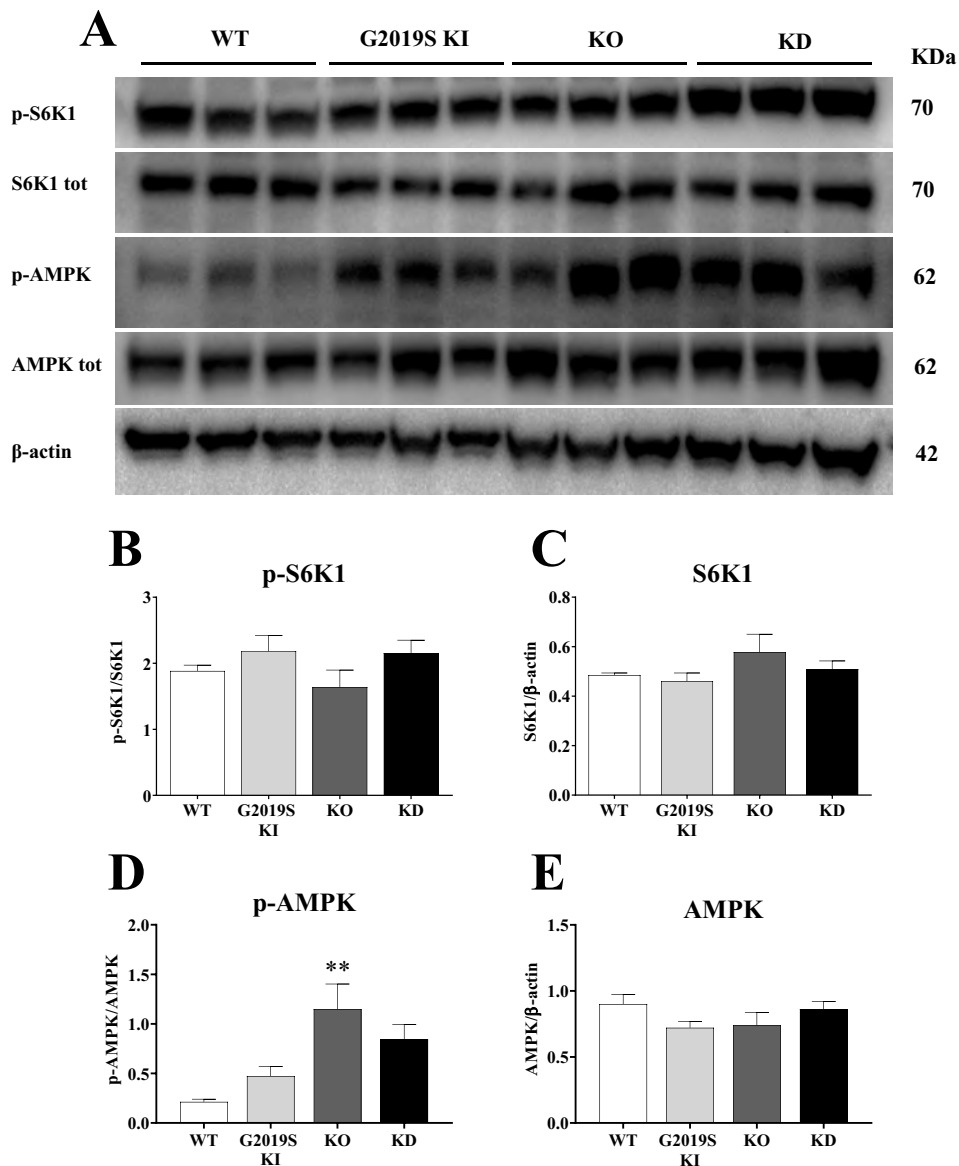 A
WT G2019S KI KO KD KDa
p-S6K1 70
S6K1 tot 70
p-AMPK 62
AMPK tot 62
β-actin 42
B
p-S6K1
p-S6K1/S6K1
3
2
1
0
WT G2019S KI KO KD
C
S6K1
S6K1/β-actin
0.8
0.6
0.4
0.2
0.0
WT G2019S KI KO KD
D
p-AMPK
p-AMPK/AMPK
2.0
1.5
1.0
0.5
0.0
**
WT G2019S KI KO KD
E
AMPK
AMPK/β-actin
1.5
1.0
0.5
0.0
WT G2019S KI KO KD